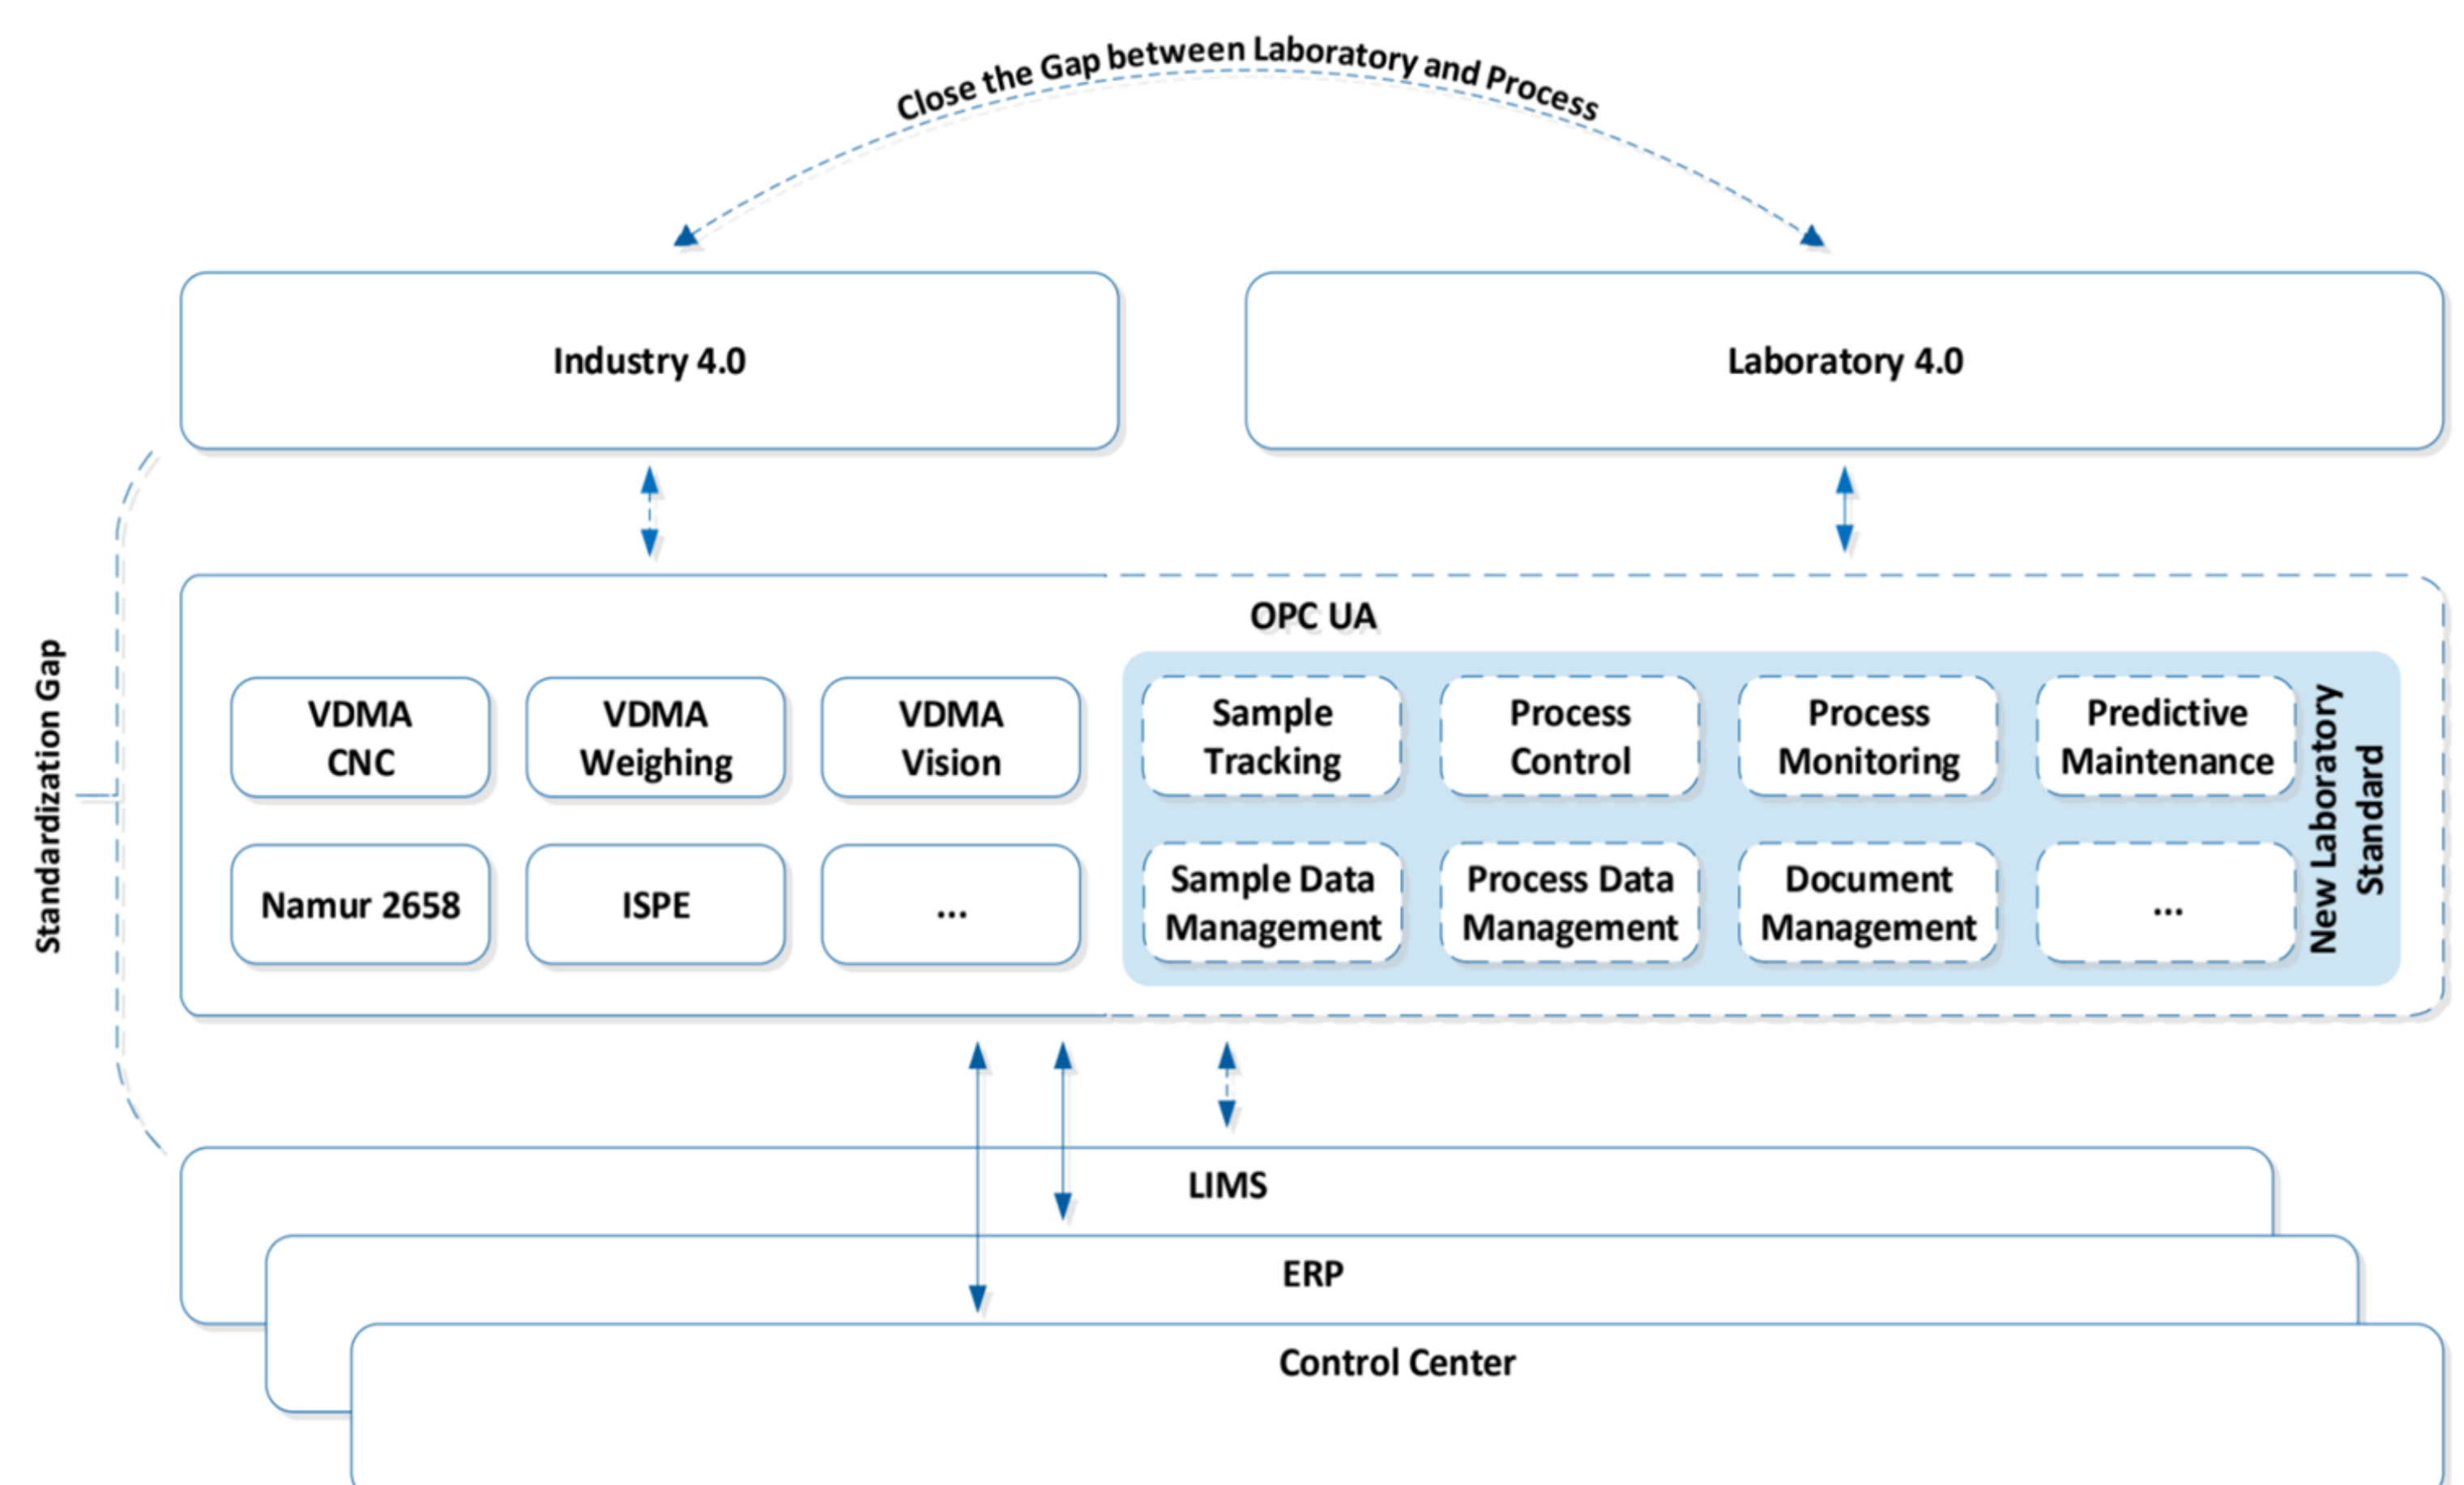 Close the Gap between Laboratory and Process
Industry 4.0
Laboratory 4.0
Standardization Gap
OPC UA
VDMA
CNC
VDMA
Weighing
VDMA
Vision
Sample
Tracking
Process
Control
Process
Monitoring
Predictive
Maintenance
Namur 2658
ISPE
...
Sample Data
Management
Process Data
Management
Document
Management
...
New Laboratory
Standard
LIMS
ERP
Control Center